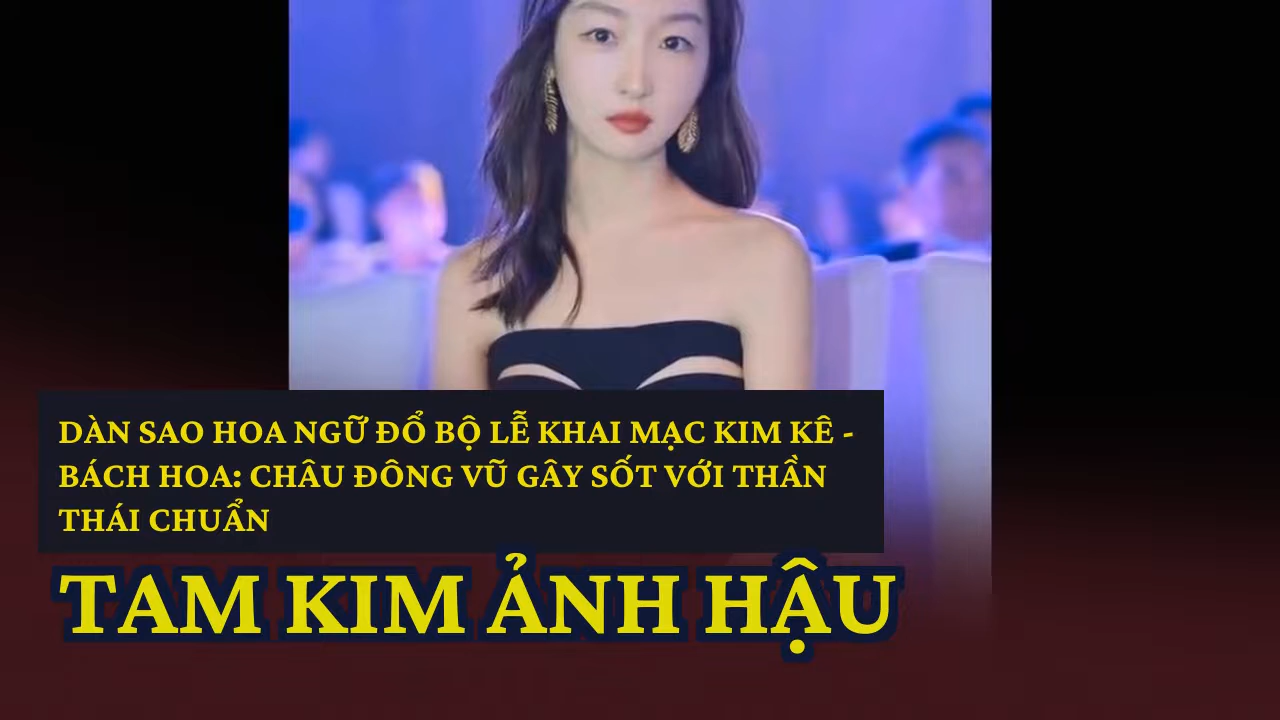 DÀN SAO HOA NGỮ ĐỔ BỘ LỄ KHAI MẠC KIM KÊ -
BÁCH HOA: CHÂU ĐÔNG VŨ GÂY SỐT VỚI THẦN
THÁI CHUẨN
TAM KIM ẢNH HẬU